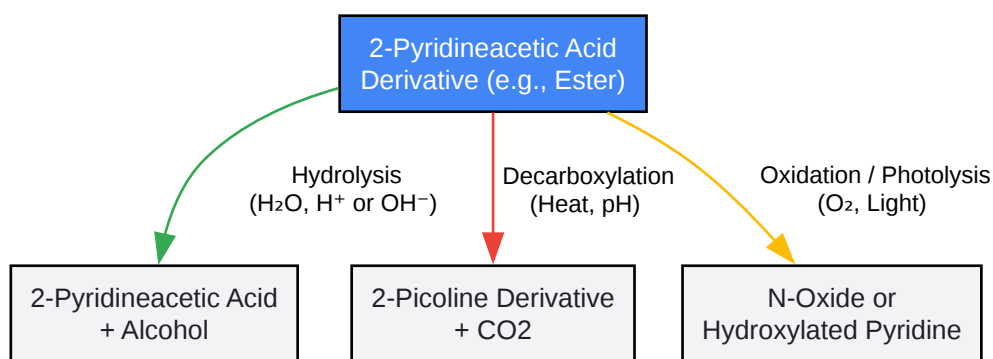 2-Pyridineacetic Acid
Derivative (e.g., Ester)
Hydrolysis
(H₂O, H⁺ or OH⁻)
Decarboxylation
(Heat, pH)
Oxidation / Photolysis
(O₂, Light)
2-Pyridineacetic Acid
+ Alcohol
2-Picoline Derivative
+ CO2
N-Oxide or
Hydroxylated Pyridine